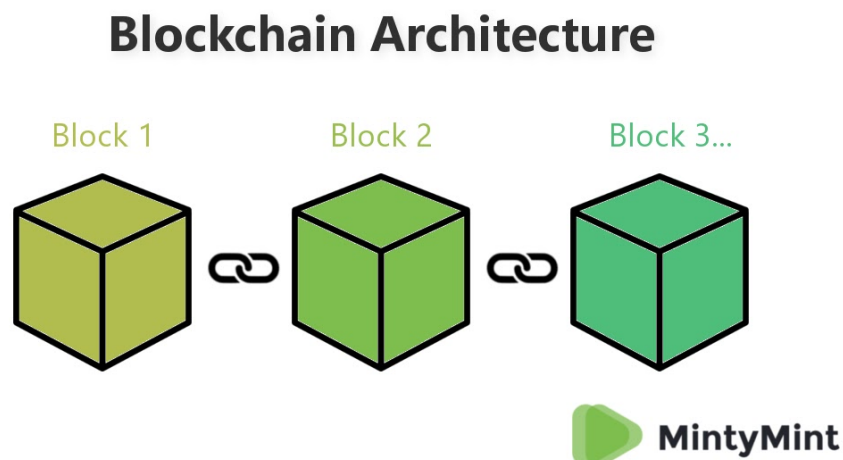 Blockchain Architecture
Block 1
Block 2
Block 3...
MintyMint